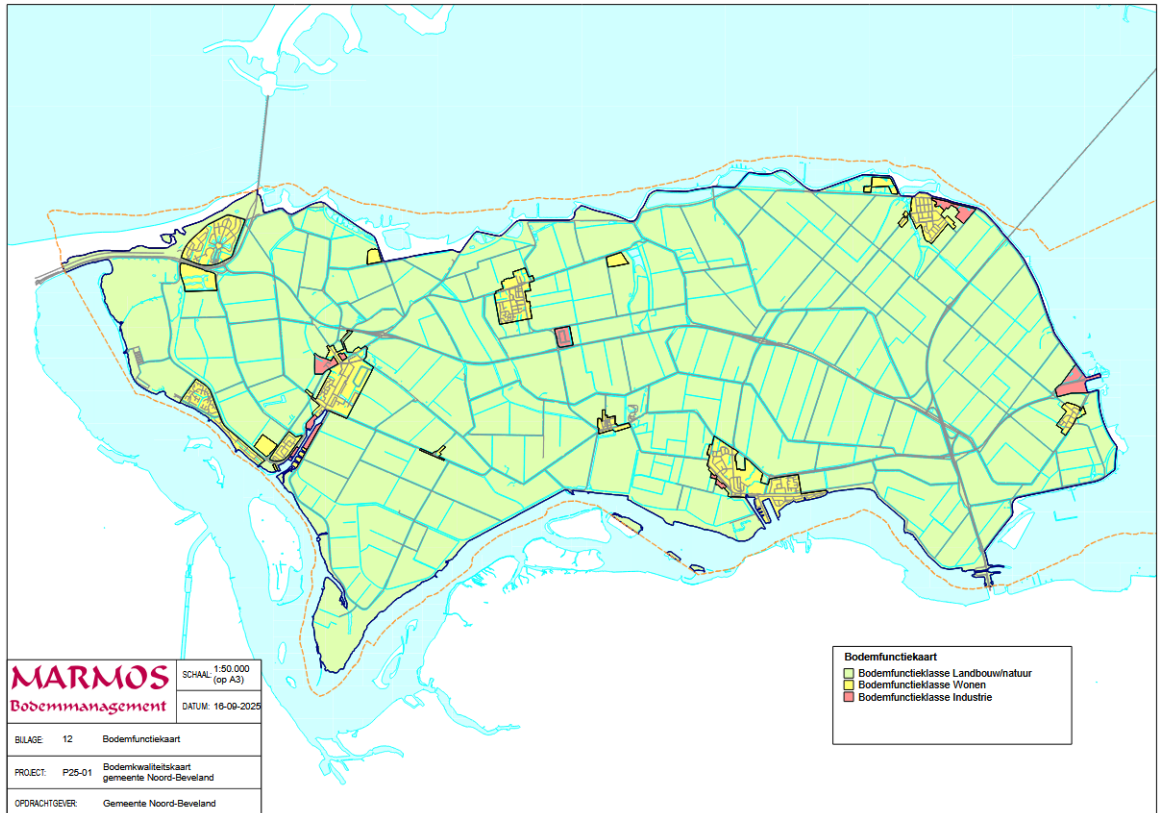 Bodemfunctiekaart
Bodemfunctieklasse Landbouw/natuur
Bodemfunctieklasse Wonen
Bodemfunctieklasse Industrie
MARMOS
Bodemmanagement
SCHAAL: 1:50.000
(op A3)
DATUM: 16-09-2025
BIJLAGE: 12 Bodemfunctiekaart
PROJECT: P25-01 Bodemkwaliteitskaart
gemeente Noord-Beveland
OPDRACHTGEVER: Gemeente Noord-Beveland